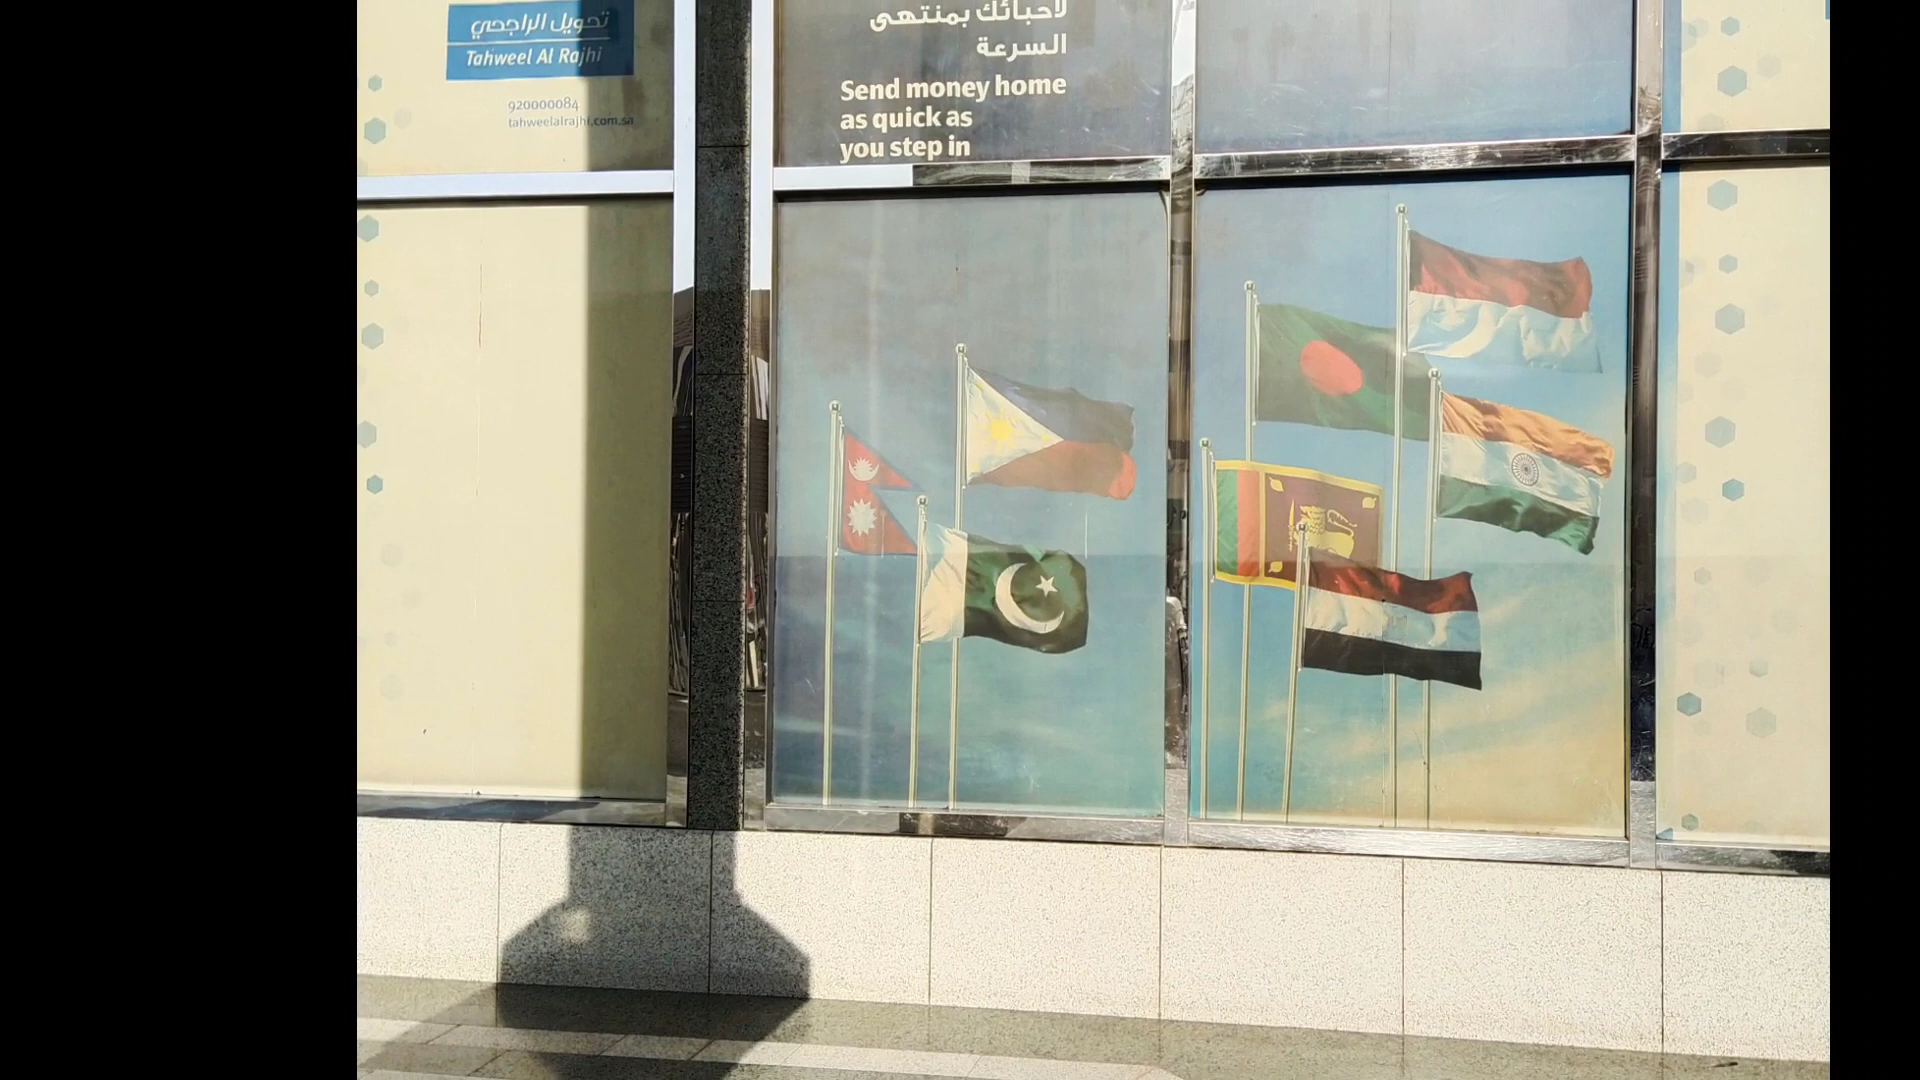 تحويل الراجحي
Tahweel Al Rajhi
920000084
tahweelalrajhi.com.sa
لأحبائك بمنتهى
السرعة
Send money home
as quick as
you step in